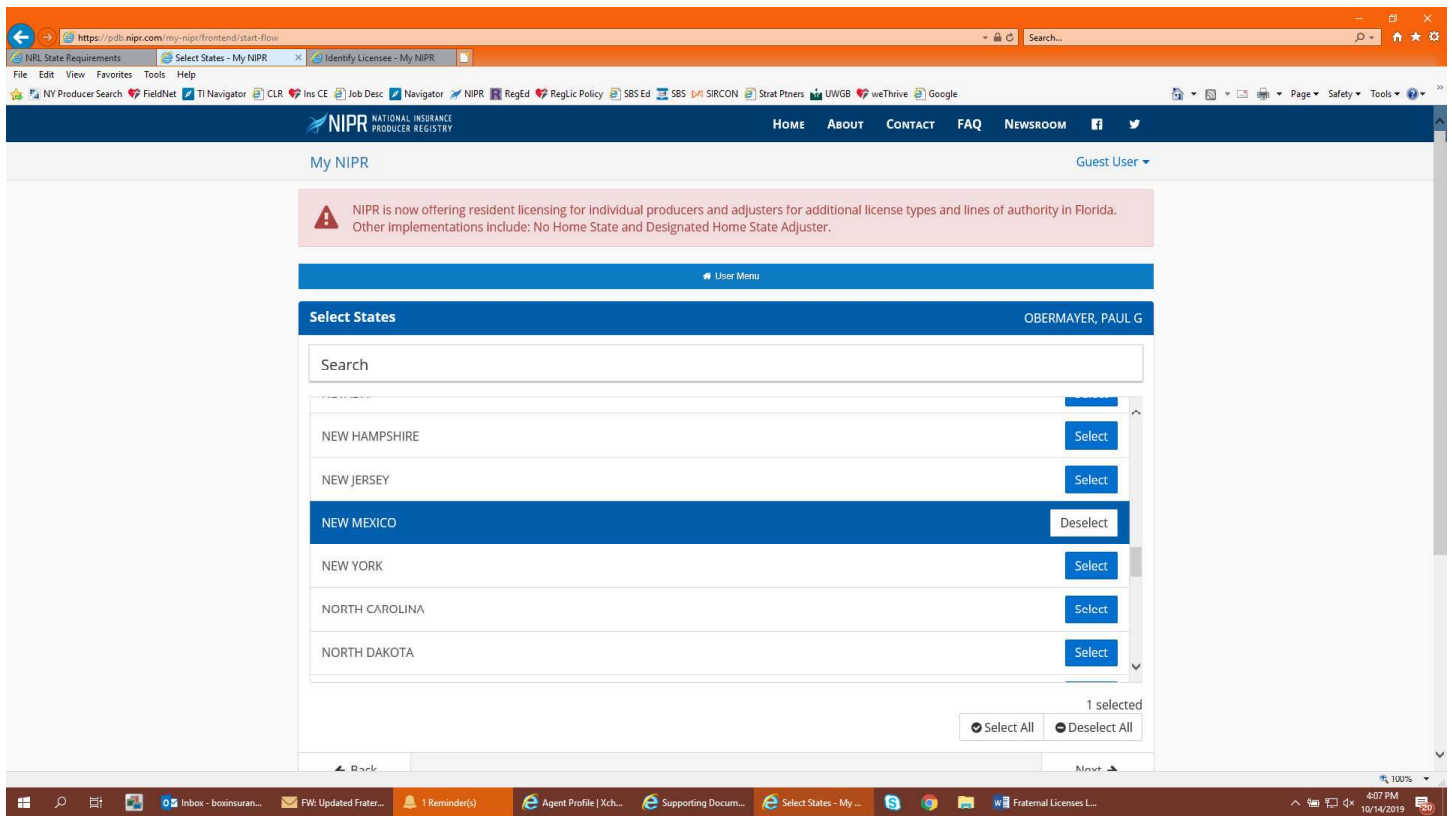 https://pdb.nipr.com/my-nipr/frontend/start-flow
Search...
NRL State Requirements
Select States - My NIPR
Identify Licensee - My NIPR
File Edit View Favorites Tools Help
NY Producer Search FieldNet TI Navigator CLR Ins CE Job Desc Navigator NIPR RegEd RegLic Policy SBS Ed SBS SIRCON Strat Ptners UWGB weThrive Google
Page Safety Tools
NIPR NATIONAL INSURANCE PRODUCER REGISTRY
HOME ABOUT CONTACT FAQ NEWSROOM
My NIPR
Guest User
NIPR is now offering resident licensing for individual producers and adjusters for additional license types and lines of authority in Florida.
Other implementations include: No Home State and Designated Home State Adjuster.
User Menu
Select States
OBERMAYER, PAUL G
Search
NEW HAMPSHIRE Select
NEW JERSEY Select
NEW MEXICO Deselect
NEW YORK Select
NORTH CAROLINA Select
NORTH DAKOTA Select
1 selected
Select All Deselect All
Back Next
100%
Inbox - boxinsuran... FW: Updated Frater... 1 Reminder(s) Agent Profile | Xch... Supporting Docum... Select States - My ... Fraternal Licenses L...
4:07 PM
10/14/2019
20